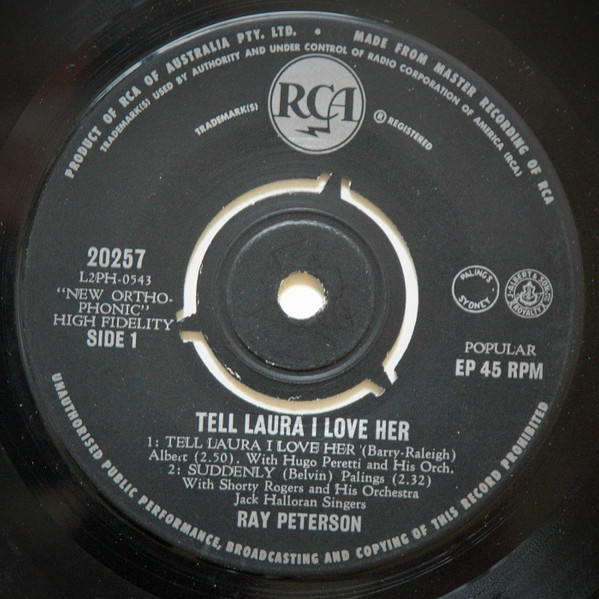 PRODUCT OF RCA OF AUSTRALIA PTY. LTD. • MADE FROM MASTER RECORDING OF RCA
TRADEMARK(S) USED BY AUTHORITY AND UNDER CONTROL OF RADIO CORPORATION OF AMERICA (RCA)
TRADEMARK(S) RCA ® REGISTERED
20257
L2PH-0543
"NEW ORTHO-
PHONIC"
HIGH FIDELITY
SIDE 1
PALING'S
SYDNEY
J. ALBERT & SON
ROYALTY
POPULAR
EP 45 RPM
TELL LAURA I LOVE HER
1: TELL LAURA I LOVE HER (Barry-Raleigh)
Albert (2.50). With Hugo Peretti and His Orch.
2: SUDDENLY (Belvin) Palings (2.32)
With Shorty Rogers and His Orchestra
Jack Halloran Singers
RAY PETERSON
UNAUTHORISED PUBLIC PERFORMANCE, BROADCASTING AND COPYING OF THIS RECORD PROHIBITED